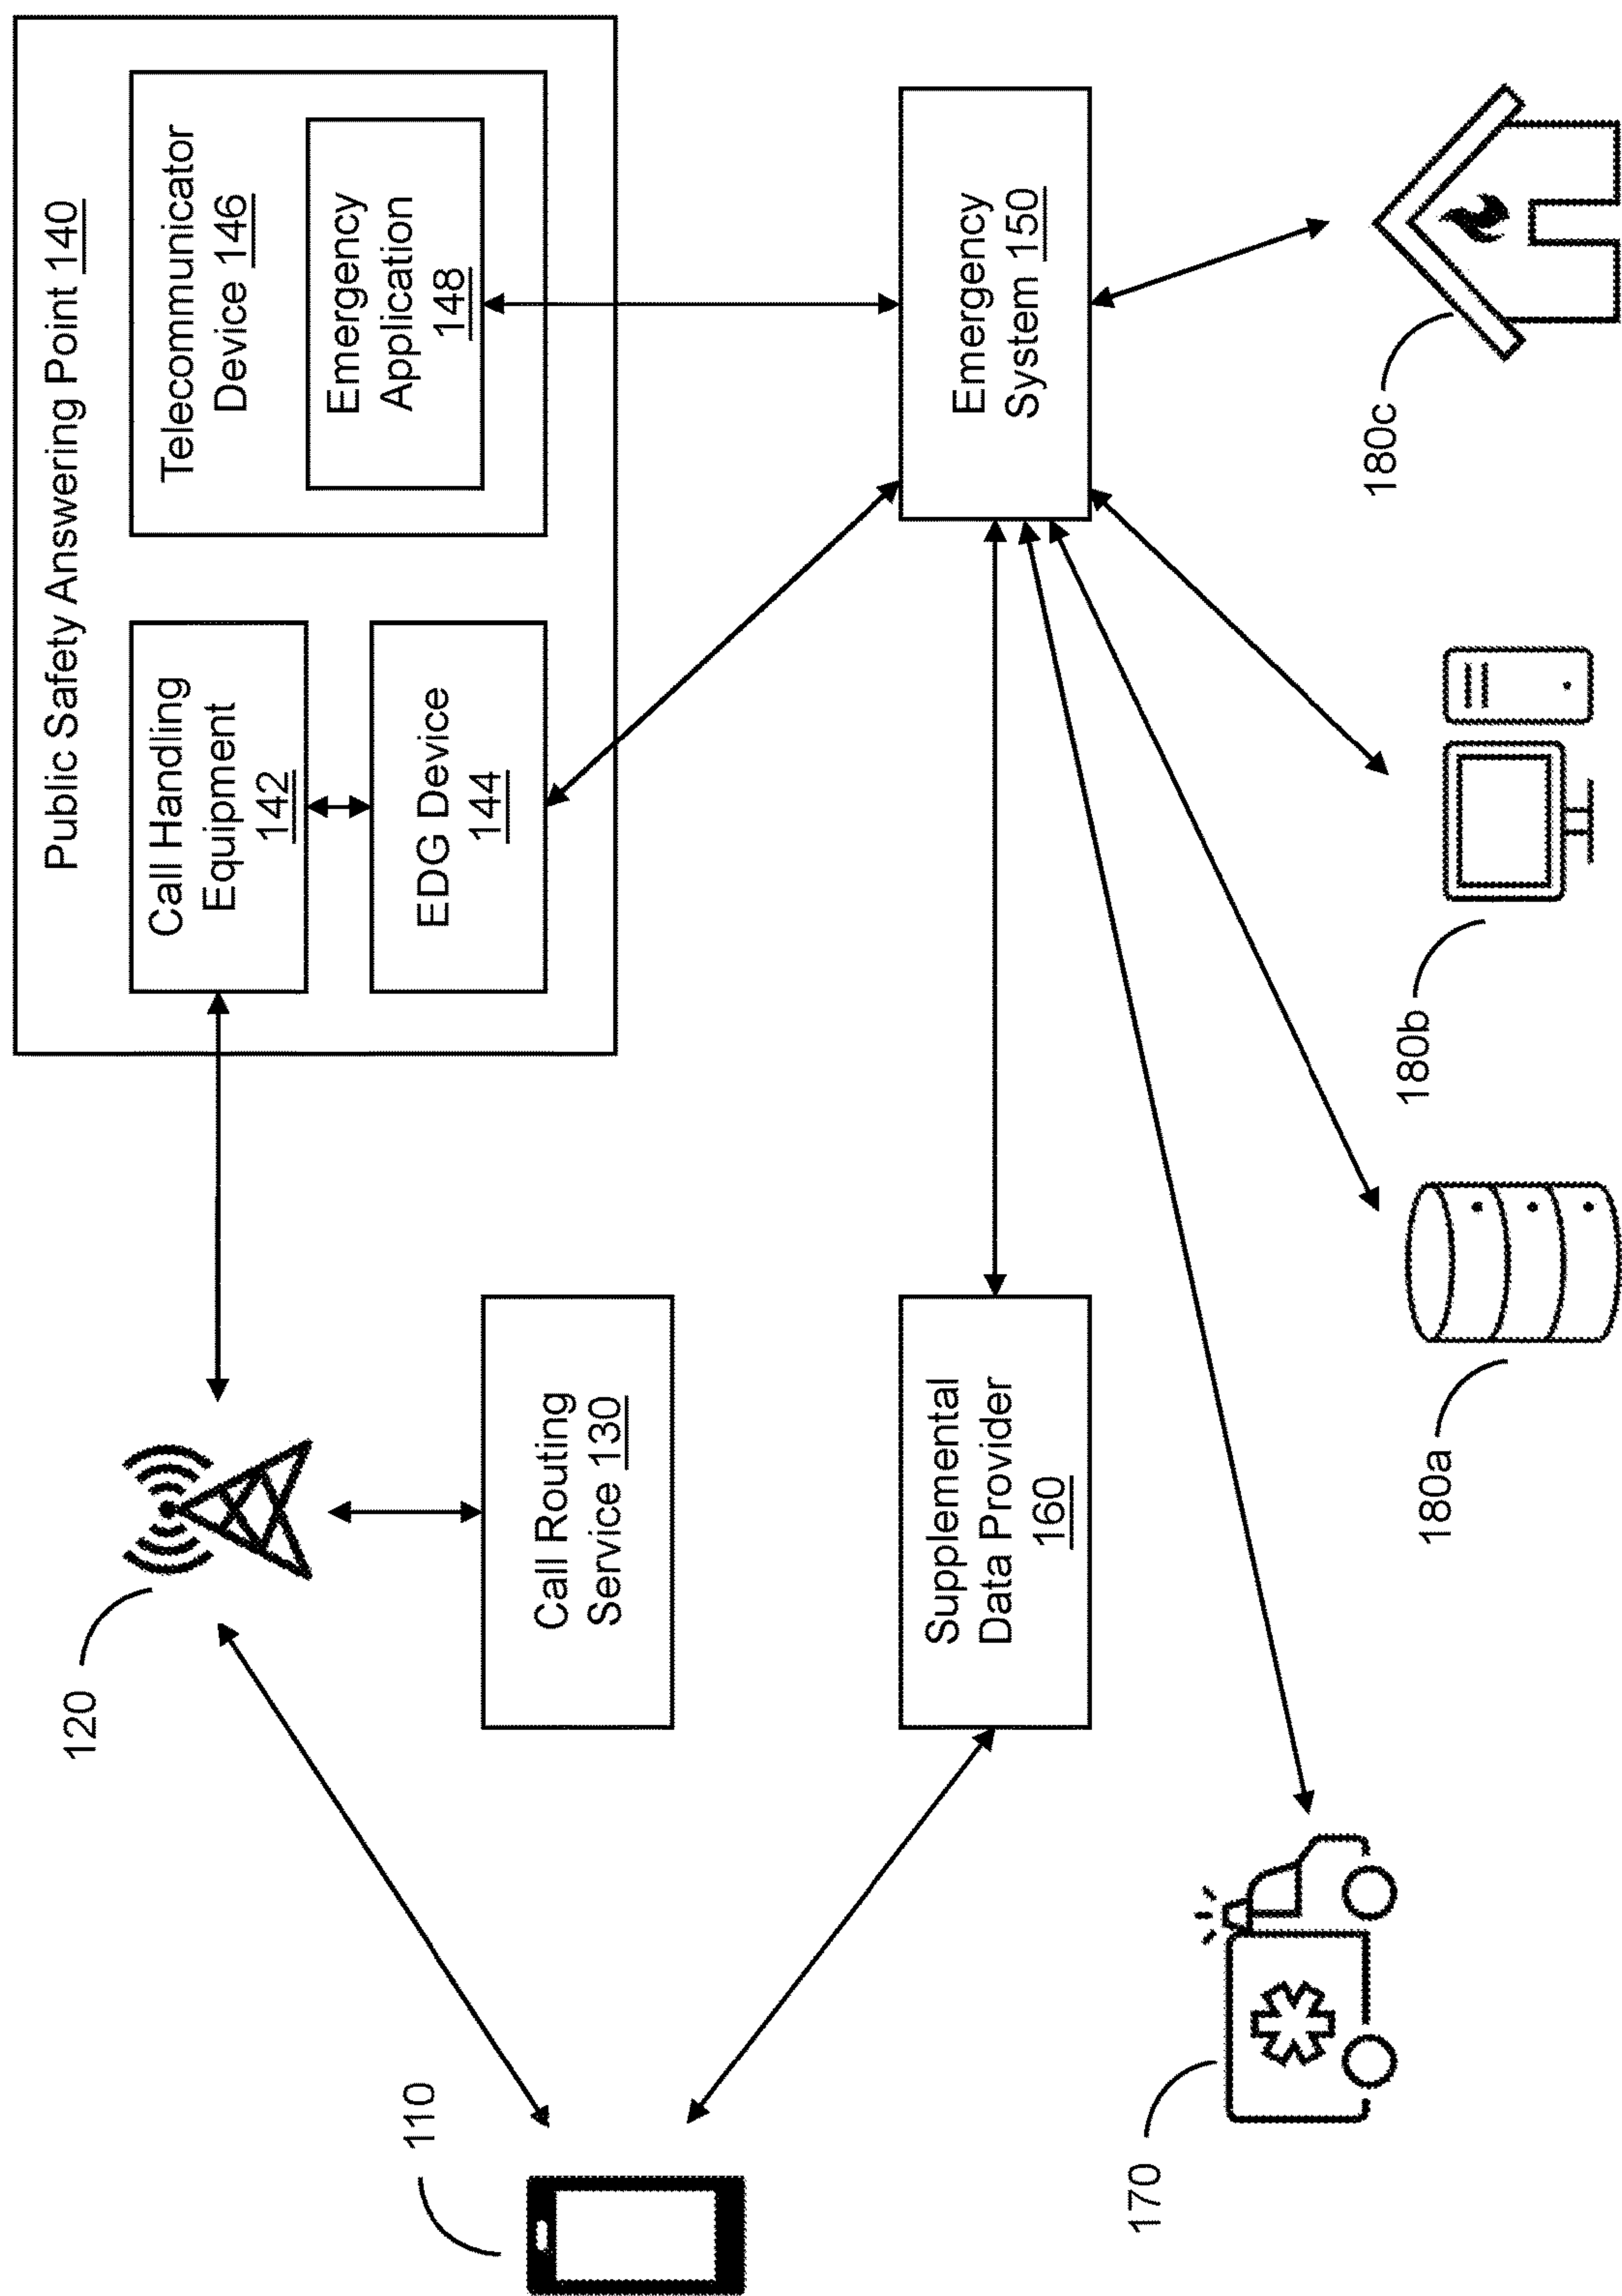 Public Safety Answering Point 140
Call Handling
Equipment
142
Telecommunicator
Device 146
EDG Device
144
Emergency
Application
148
120
Call Routing
Service 130
110
Supplemental
Data Provider
160
Emergency
System 150
170
180a
180b
180c